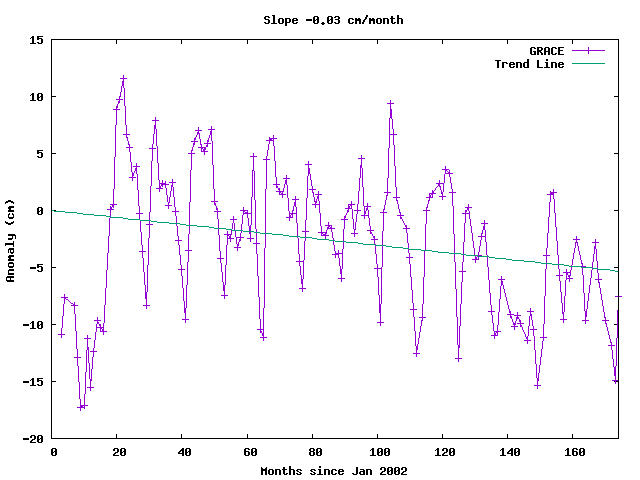 Slope -0.03 cm/month
GRACE
Trend Line
15
10
5
0
-5
-10
-15
-20
Anomaly (cm)
0 20 40 60 80 100 120 140 160
Months since Jan 2002